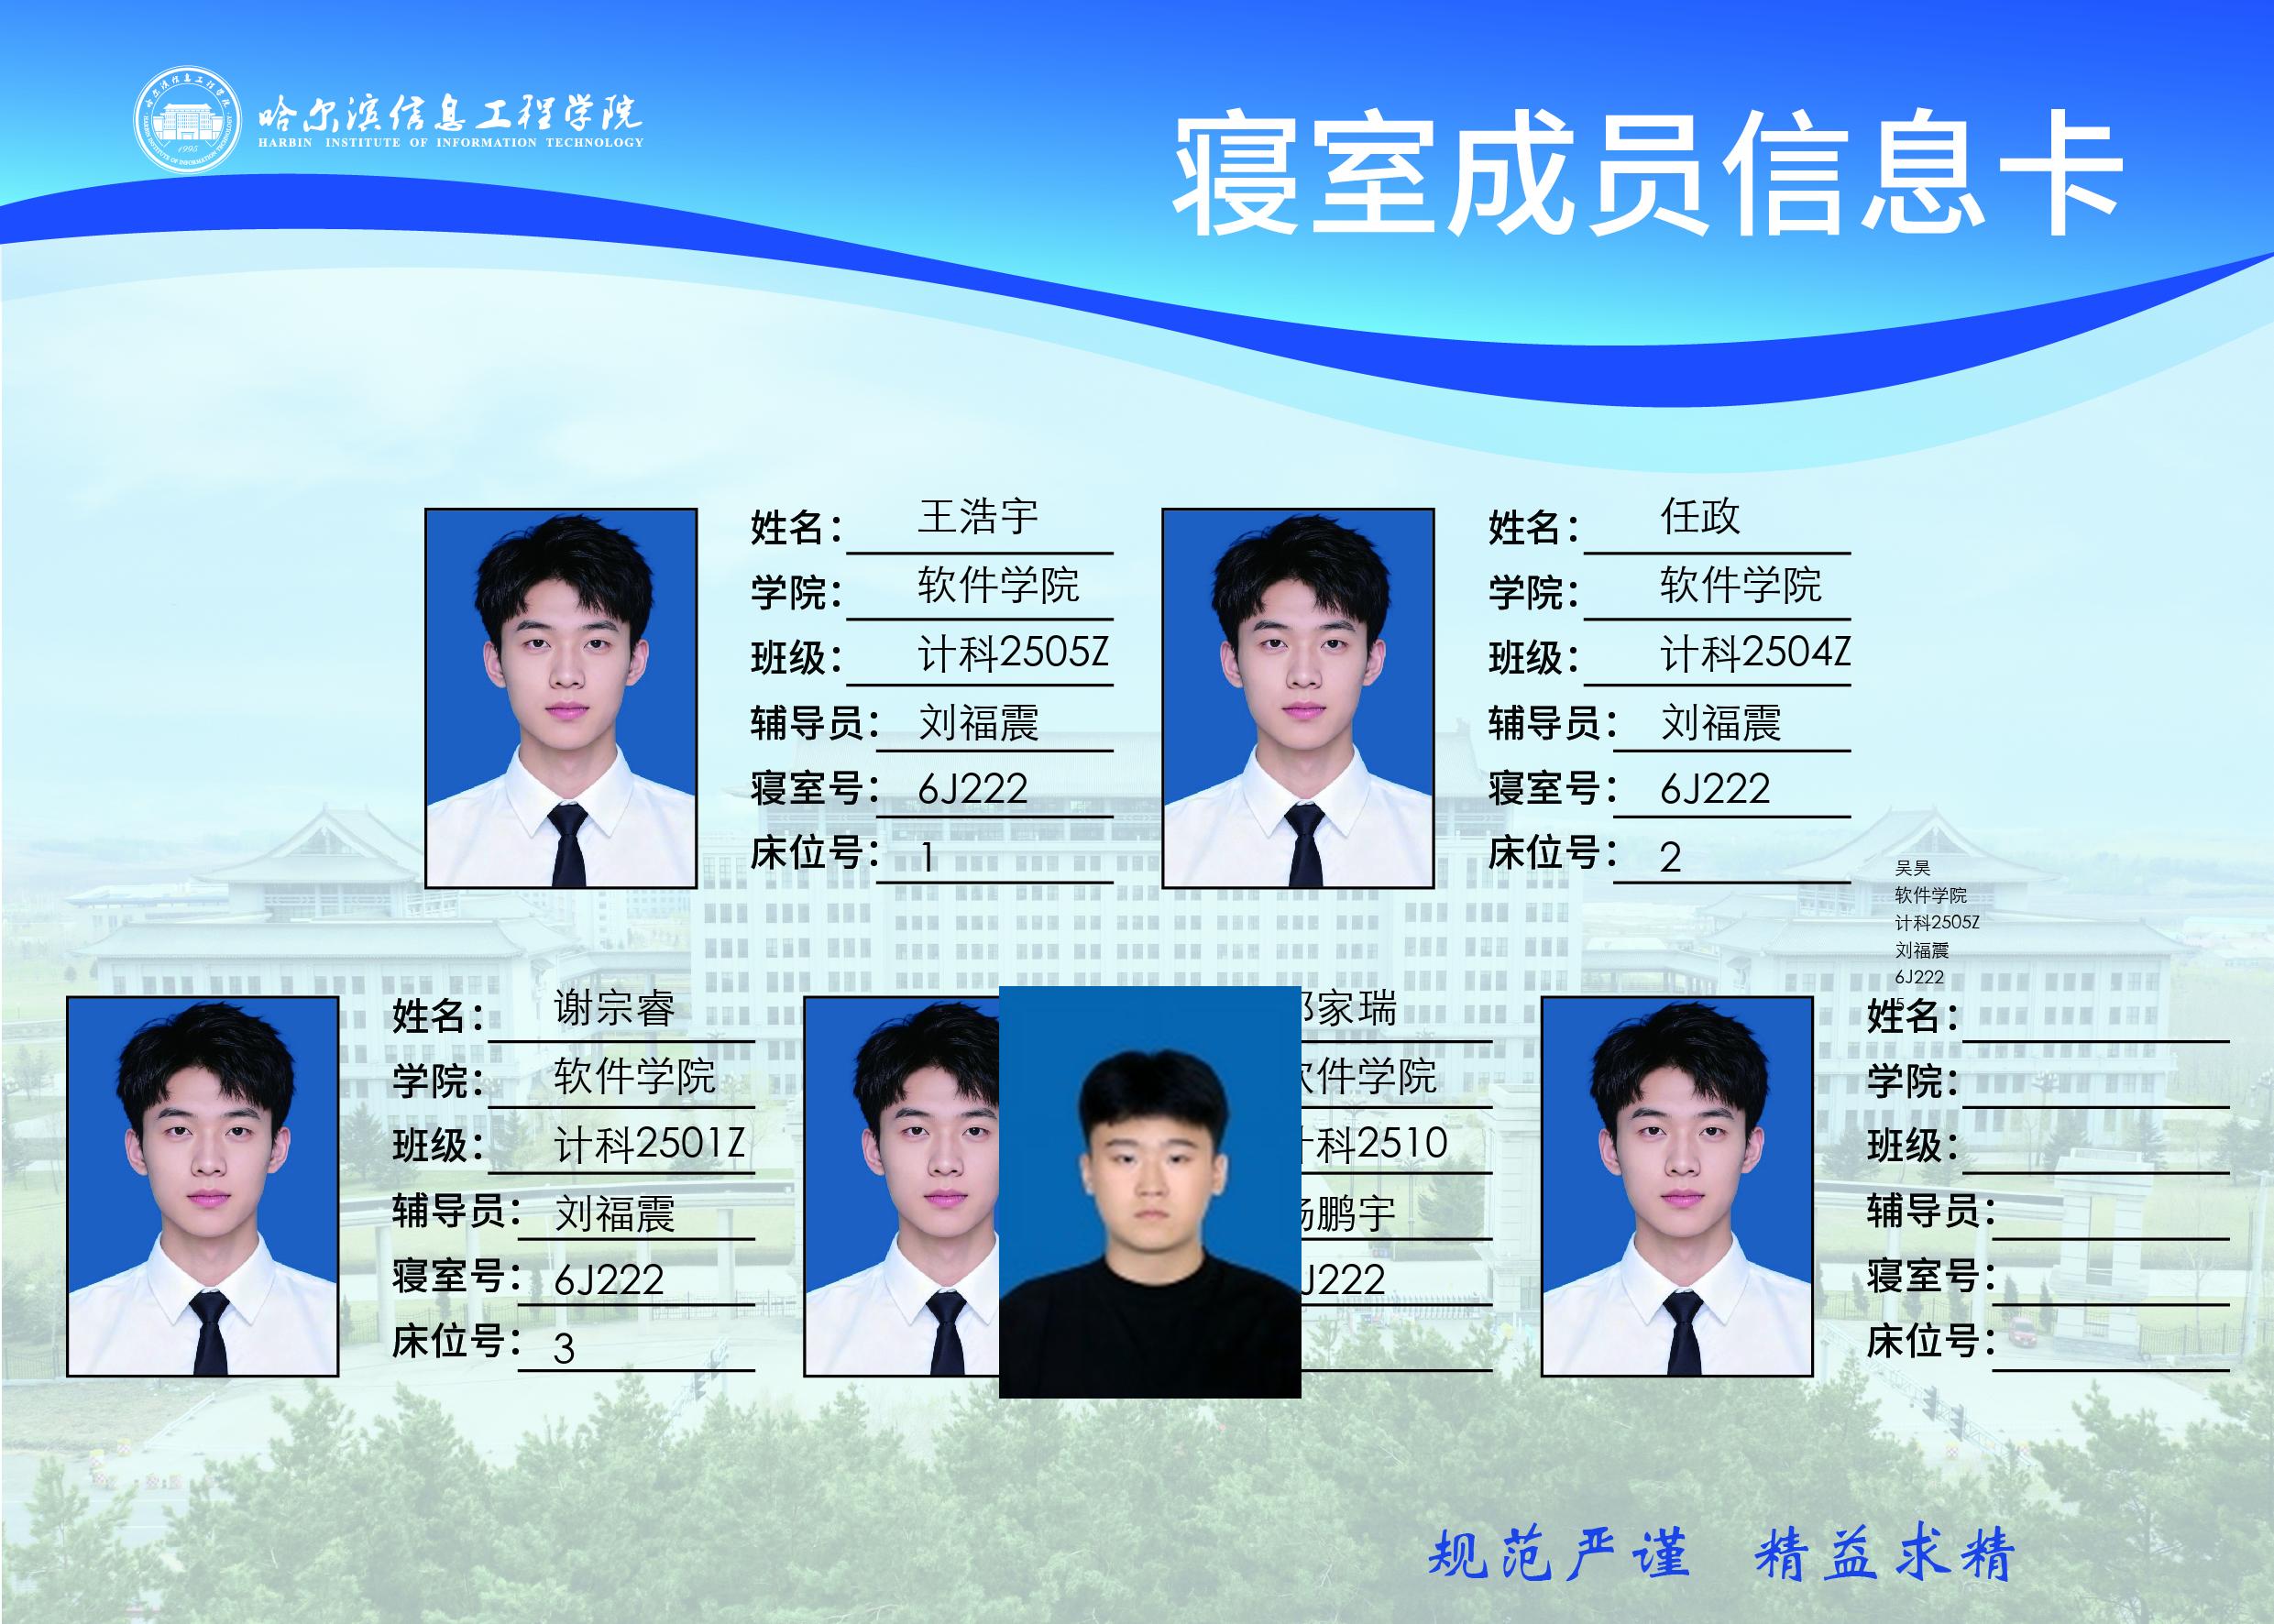 哈尔滨信息工程学院
HARBIN INSTITUTE OF INFORMATION TECHNOLOGY
1995
寝室成员信息卡
姓名： 王浩宇
学院： 软件学院
班级： 计科2505Z
辅导员： 刘福震
寝室号： 6J222
床位号： 1
姓名： 任政
学院： 软件学院
班级： 计科2504Z
辅导员： 刘福震
寝室号： 6J222
床位号： 2
吴昊
软件学院
计科2505Z
刘福震
6J222
5
姓名： 谢宗睿
学院： 软件学院
班级： 计科2501Z
辅导员： 刘福震
寝室号： 6J222
床位号： 3
家瑞
件学院
科2510
鹏宇
J222
姓名：
学院：
班级：
辅导员：
寝室号：
床位号：
规范严谨 精益求精